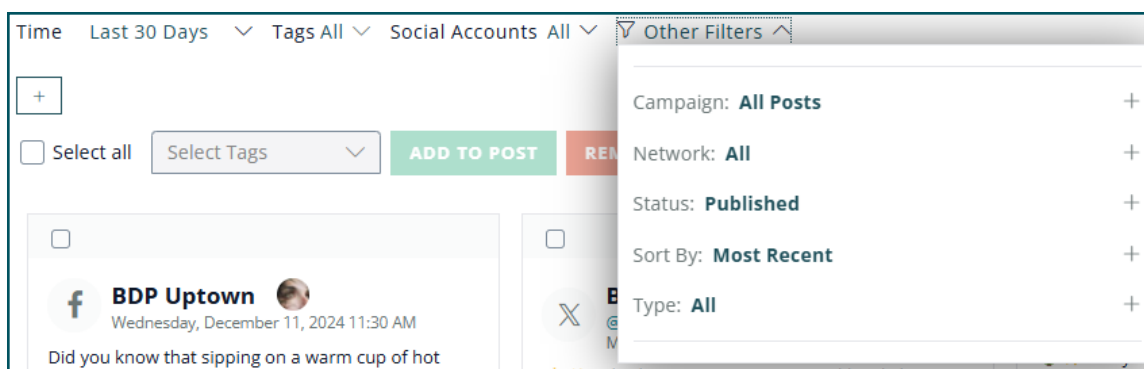 Time Last 30 Days Tags All Social Accounts All Other Filters
+
Select all Select Tags ADD TO POST
Campaign: All Posts +
Network: All +
Status: Published +
Sort By: Most Recent +
Type: All +
BDP Uptown
Wednesday, December 11, 2024 11:30 AM
Did you know that sipping on a warm cup of hot